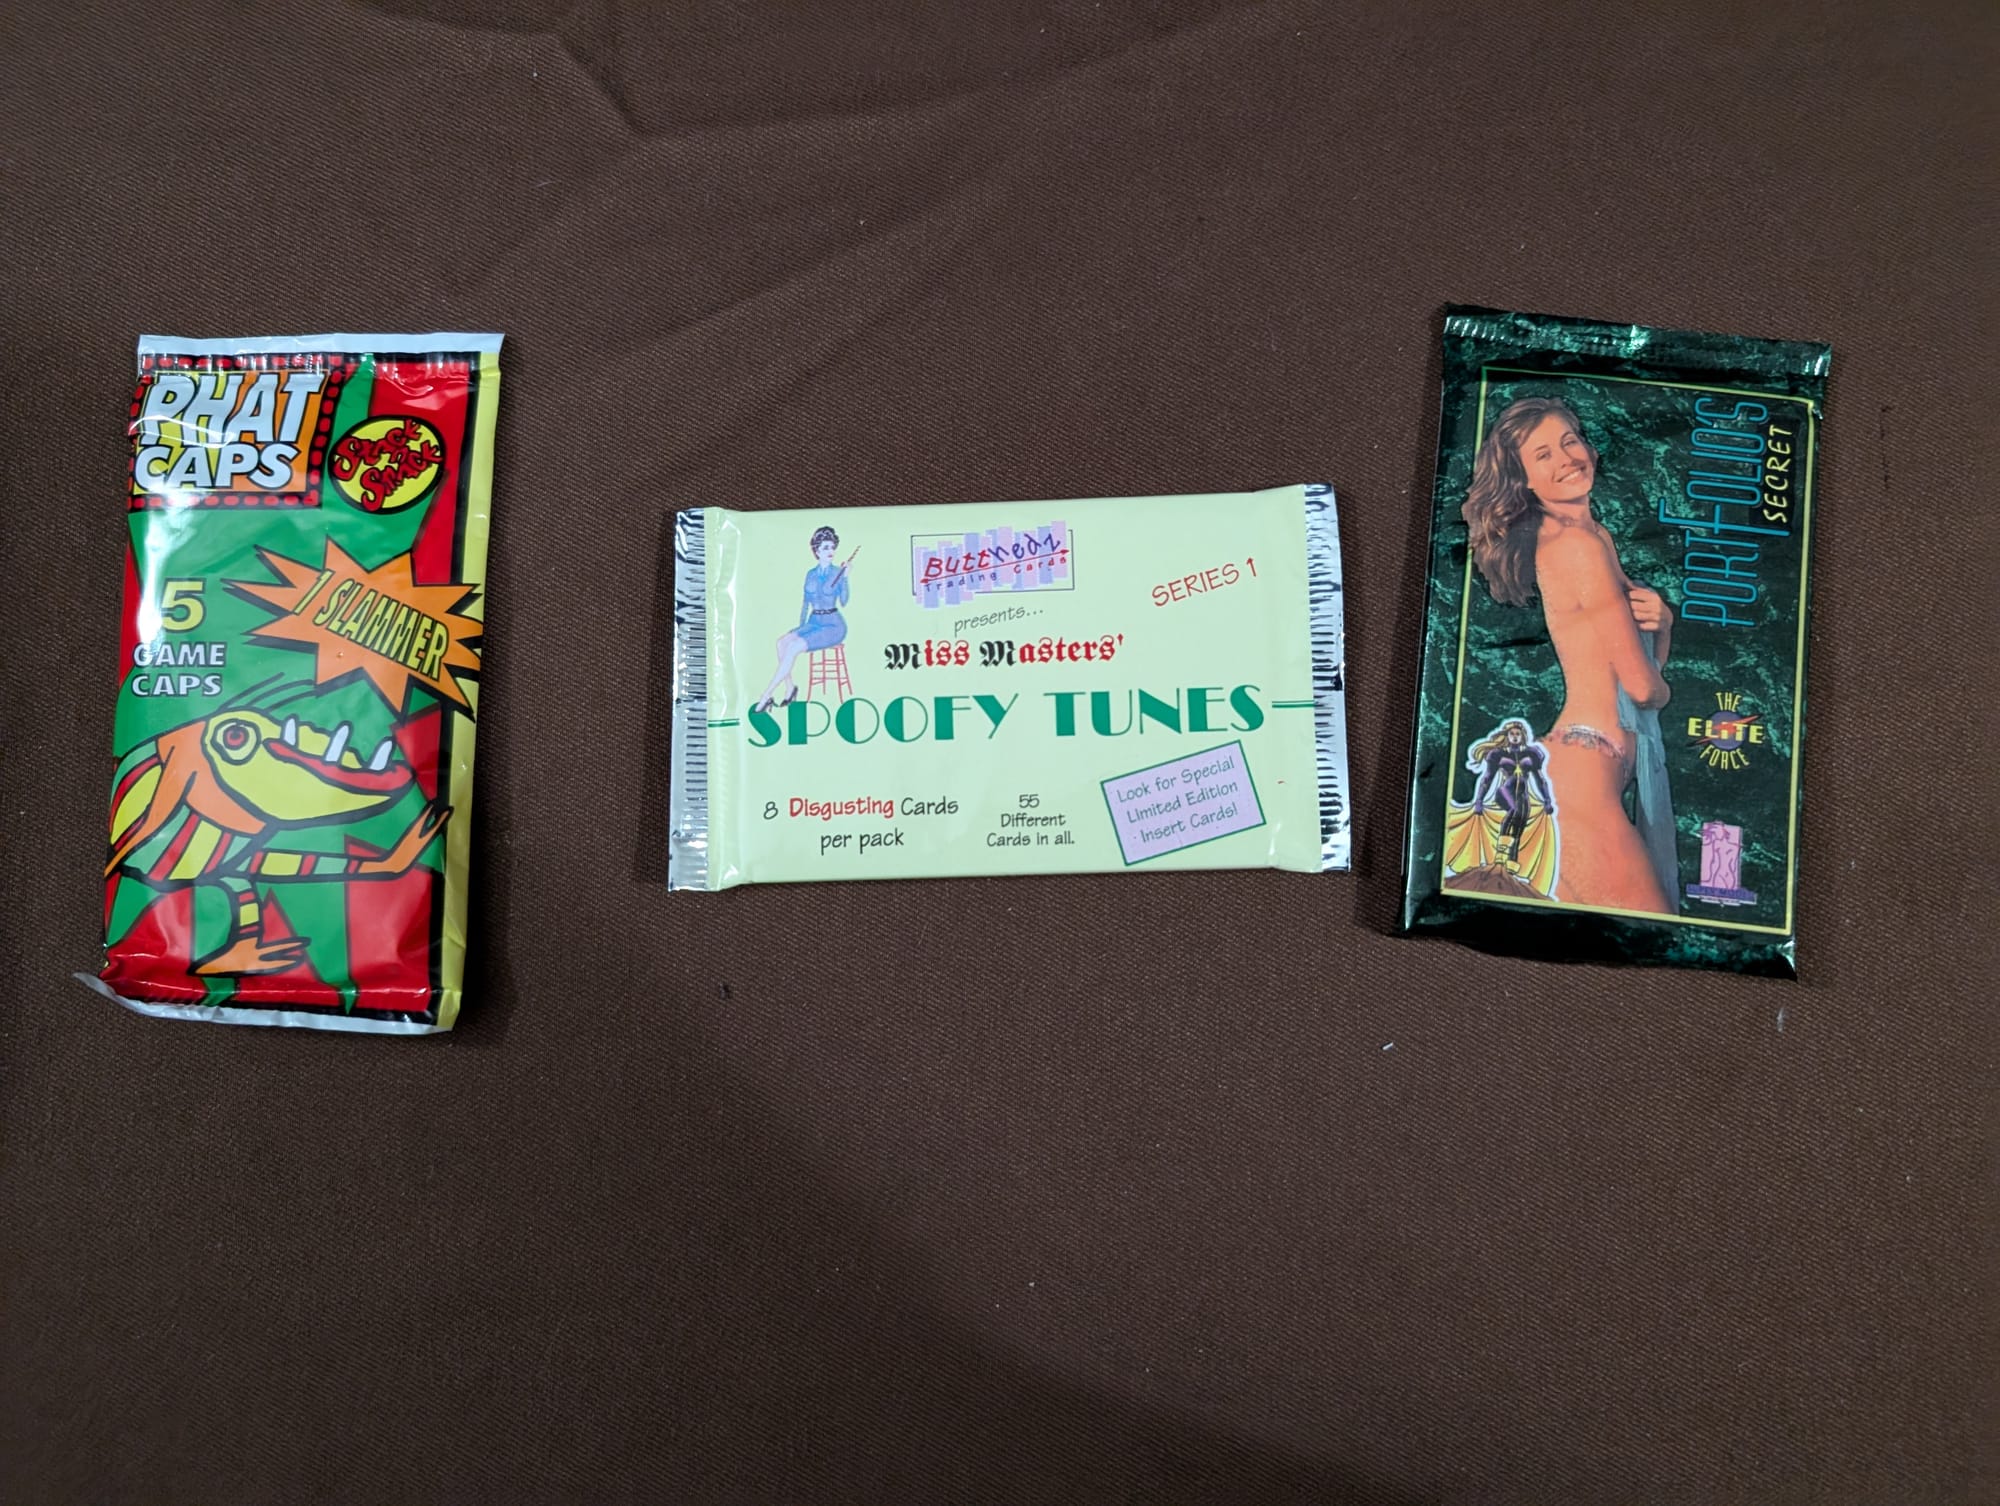 PHAT
CAPS
Stack
Snack
5
GAME
CAPS
1 SLAMMER
Butthedz
Trading Cards
presents...
SERIES 1
Miss Masters'
SPOOFY TUNES
8 Disgusting Cards
per pack
55
Different
Cards in all.
Look for Special
Limited Edition
Insert Cards!
PORTFOLIOS
SECRET
THE
ELITE
FORCE